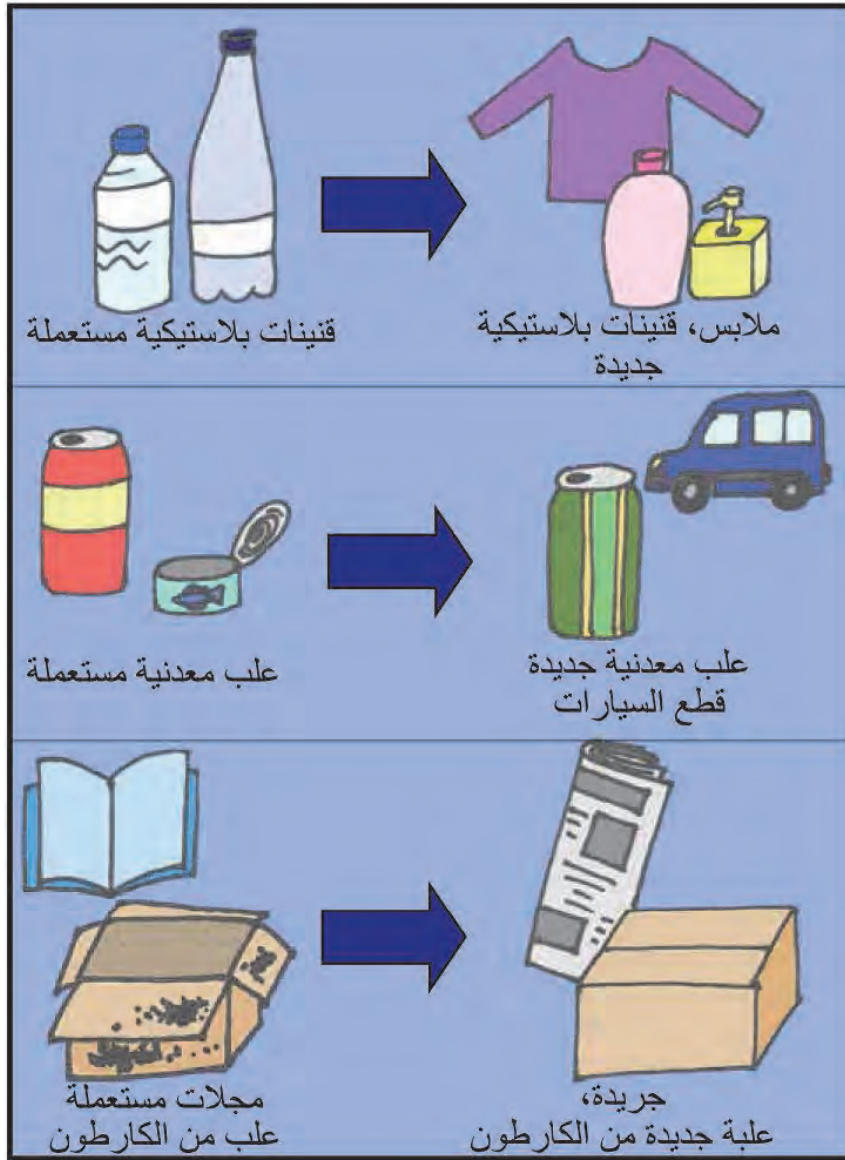 قنينات بلاستيكية مستعملة
ملابس، قنينات بلاستيكية
جديدة
علب معدنية مستعملة
علب معدنية جديدة
قطع السيارات
مجلات مستعملة
علب من الكارطون
جريدة،
علبة جديدة من الكارطون